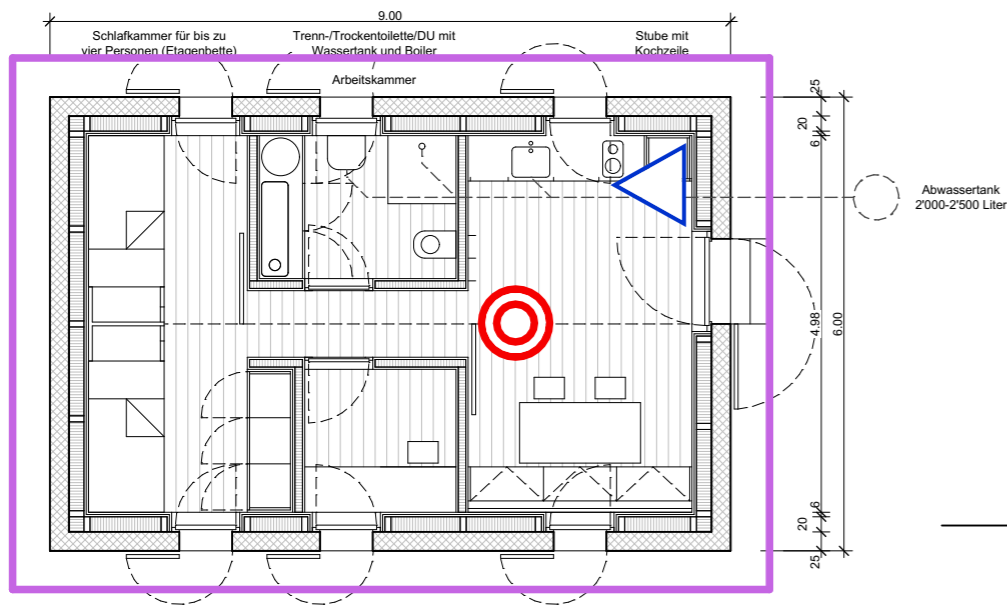 9.00
Schlafkammer für bis zu
vier Personen (Etagenbette)
Trenn-/Trockentoilette/DU mit
Wassertank und Boiler
Stube mit
Kochzeile
Arbeitskammer
25
20
6
Abwassertank
2'000-2'500 Liter
4.98
6.00
6
20
25